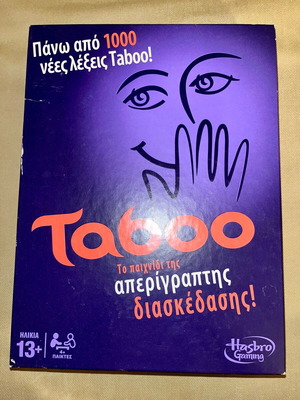 Πάνω από 1000
νέες λέξεις Taboo!
Taboo
Το παιχνίδι της
απερίγραπτης
διασκέδασης!
ΗΛΙΚΙΑ
13+
4+
ΠΑΙΚΤΕΣ
Hasbro
Gaming